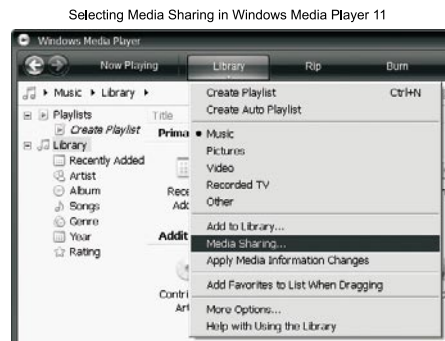 Selecting Media Sharing in Windows Media Player 11
Windows Media Player
Now Playing Library Rip Burn
Music Library
Playlists
Create Playlist
Library
Recently Added
Artist
Album
Songs
Genre
Year
Rating
Title
Prima
Rece
Add
Addit
Contri
Art
Create Playlist Ctrl+N
Create Auto Playlist
Music
Pictures
Video
Recorded TV
Other
Add to Library...
Media Sharing...
Apply Media Information Changes
Add Favorites to List When Dragging
More Options...
Help with Using the Library